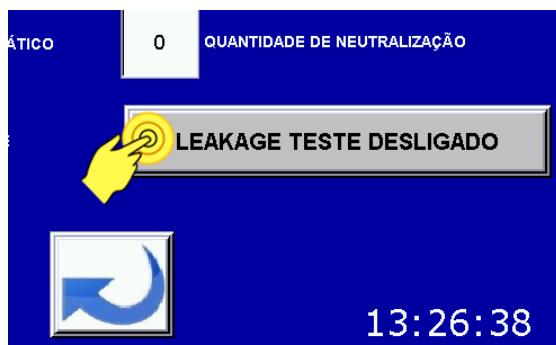 ÁTICO
0
QUANTIDADE DE NEUTRALIZAÇÃO
LEAKAGE TESTE DESLIGADO
13:26:38